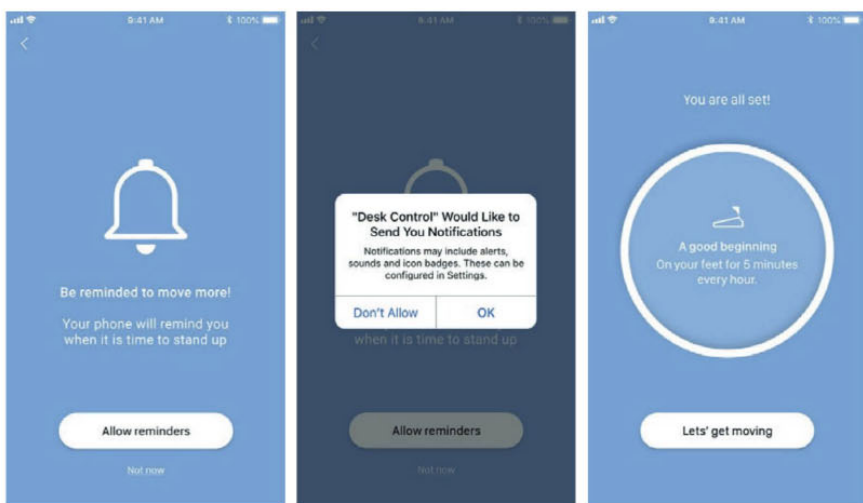 9:41 AM
100%
Be reminded to move more!
Your phone will remind you
when it is time to stand up
Allow reminders
Not now
9:41 AM
100%
"Desk Control" Would Like to
Send You Notifications
Notifications may include alerts,
sounds and icon badges. These can be
configured in Settings.
Don't Allow
OK
when it is time to stand up
Allow reminders
Not now
9:41 AM
100%
You are all set!
A good beginning
On your feet for 5 minutes
every hour.
Lets' get moving